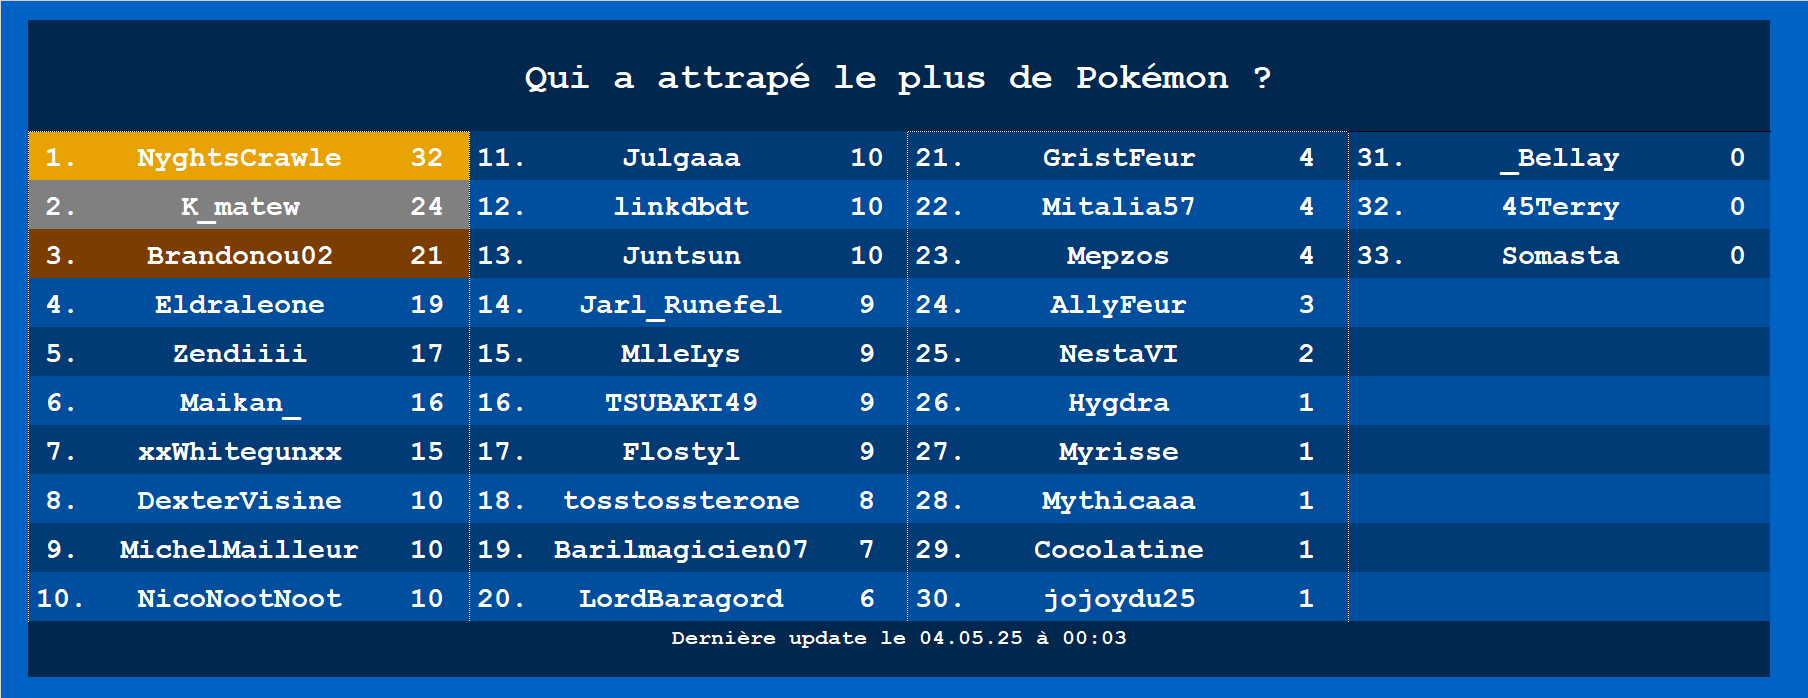 Qui a attrapé le plus de Pokémon ?
1. NyghtsCrawle 32
2. K_matew 24
3. Brandonou02 21
4. Eldraleone 19
5. Zendiiii 17
6. Maikan_ 16
7. xxWhitegunxx 15
8. DexterVisine 10
9. MichelMailleur 10
10. NicoNootNoot 10
11. Julgaaa 10
12. linkdbdt 10
13. Juntsun 10
14. Jarl_Runefel 9
15. MlleLys 9
16. TSUBAKI49 9
17. Flostyl 9
18. tosstossterone 8
19. Barilmagicien07 7
20. LordBaragord 6
21. GristFeur 4
22. Mitalia57 4
23. Mepzos 4
24. AllyFeur 3
25. NestaVI 2
26. Hygdra 1
27. Myrisse 1
28. Mythicaaa 1
29. Cocolatine 1
30. jojoydu25 1
31. _Bellay 0
32. 45Terry 0
33. Somasta 0
Dernière update le 04.05.25 à 00:03